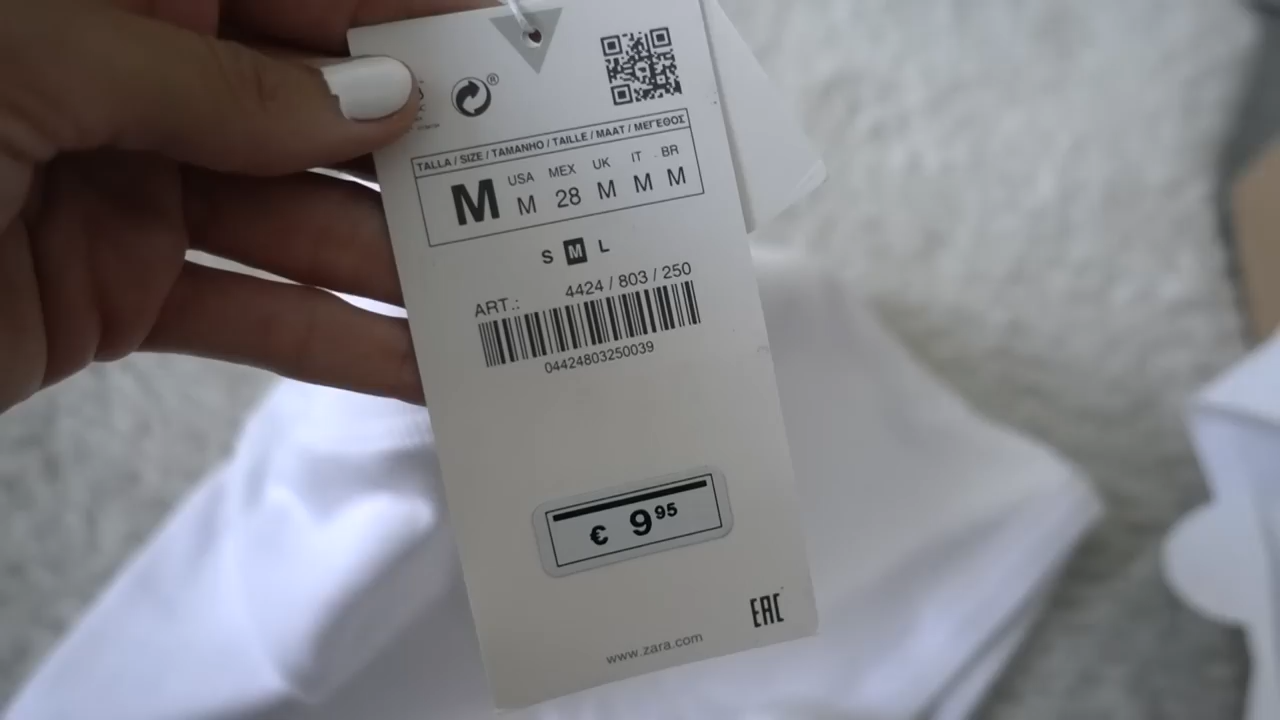 ®
TALLA / SIZE / TAMANHO / TAILLE / MAAT / ΜΕΓΕΘΟΣ
USA MEX UK IT BR
M M 28 M M M
S M L
ART.: 4424 / 803 / 250
04424803250039
€ 9 95
EAC
www.zara.com